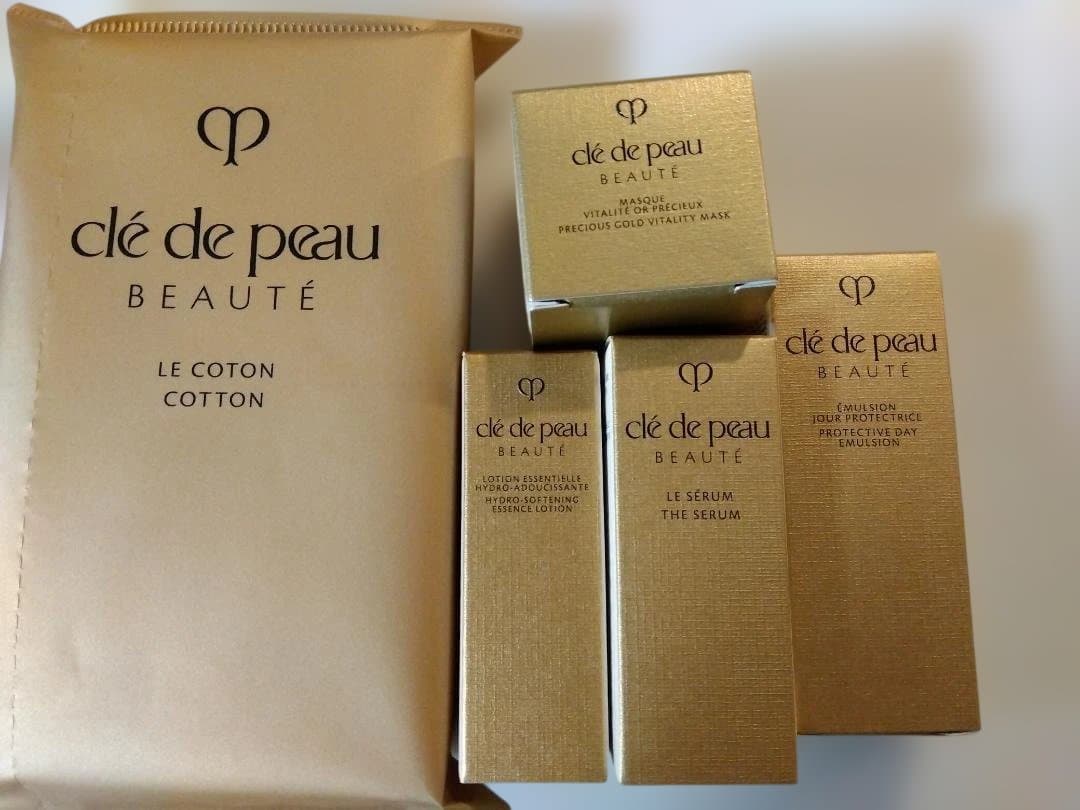 clé de peau
BEAUTÉ
LE COTON
COTTON
clé de peau
BEAUTÉ
MASQUE
VITALITÉ OR PRÉCIEUX
PRECIOUS GOLD VITALITY MASK
clé de peau
BEAUTÉ
LOTION ESSENTIELLE
HYDRO-ADOUCISSANTE
HYDRO-SOFTENING
ESSENCE LOTION
clé de peau
BEAUTÉ
LE SÉRUM
THE SERUM
clé de peau
BEAUTÉ
ÉMULSION
JOUR PROTECTRICE
PROTECTIVE DAY
EMULSION